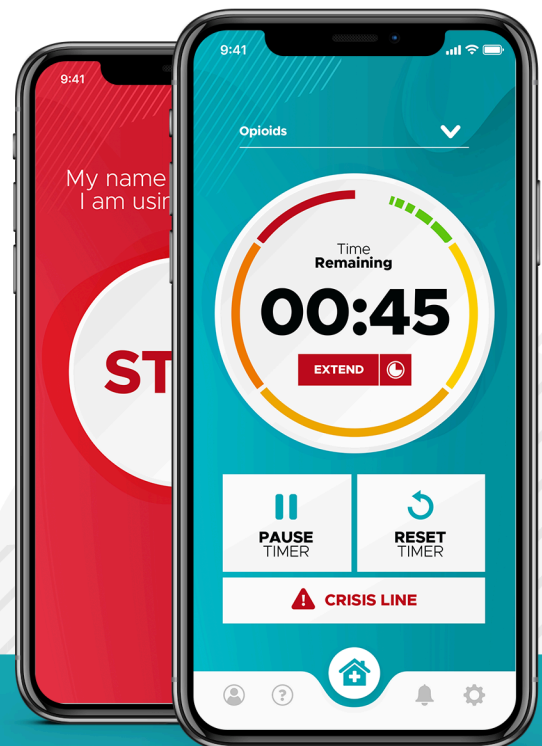 9:41
My name
I am usin
ST
9:41
Opioids
Time
Remaining
00:45
EXTEND
PAUSE
TIMER
RESET
TIMER
CRISIS LINE